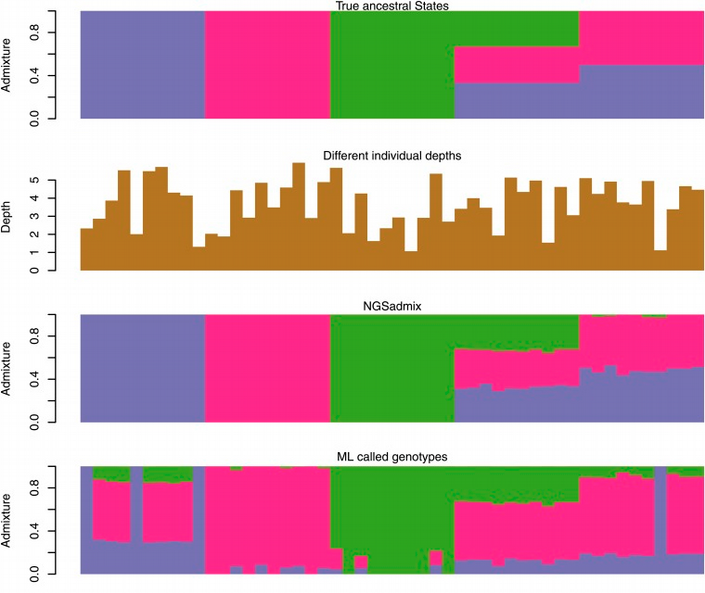 True ancestral States
Admixture
0.0 0.4 0.8
Different individual depths
Depth
0 1 2 3 4 5
NGSadmix
Admixture
0.0 0.4 0.8
ML called genotypes
Admixture
0.0 0.4 0.8